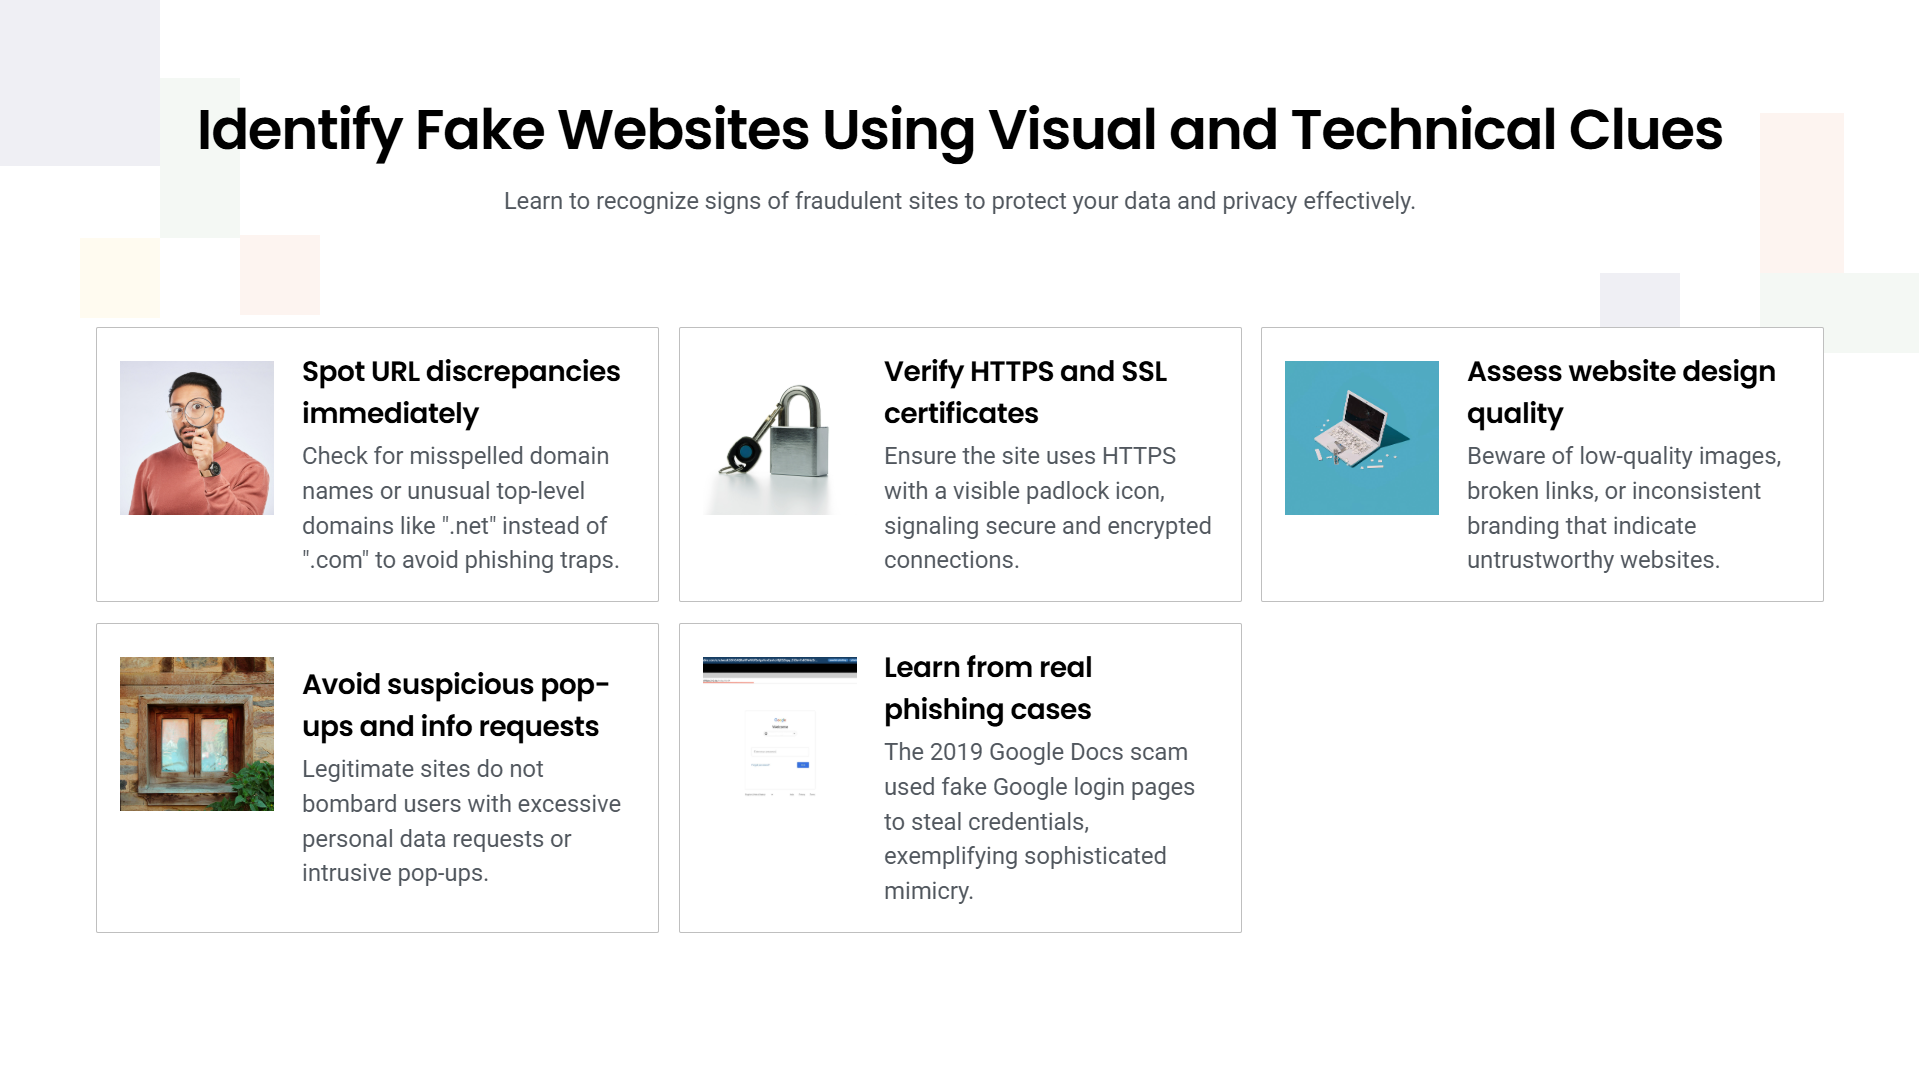 Identify Fake Websites Using Visual and Technical Clues
Learn to recognize signs of fraudulent sites to protect your data and privacy effectively.
Spot URL discrepancies
immediately
Check for misspelled domain
names or unusual top-level
domains like ".net" instead of
".com" to avoid phishing traps.
Verify HTTPS and SSL
certificates
Ensure the site uses HTTPS
with a visible padlock icon,
signaling secure and encrypted
connections.
Assess website design
quality
Beware of low-quality images,
broken links, or inconsistent
branding that indicate
untrustworthy websites.
Avoid suspicious pop-
ups and info requests
Legitimate sites do not
bombard users with excessive
personal data requests or
intrusive pop-ups.
Google
Welcome
Learn from real
phishing cases
The 2019 Google Docs scam
used fake Google login pages
to steal credentials,
exemplifying sophisticated
mimicry.